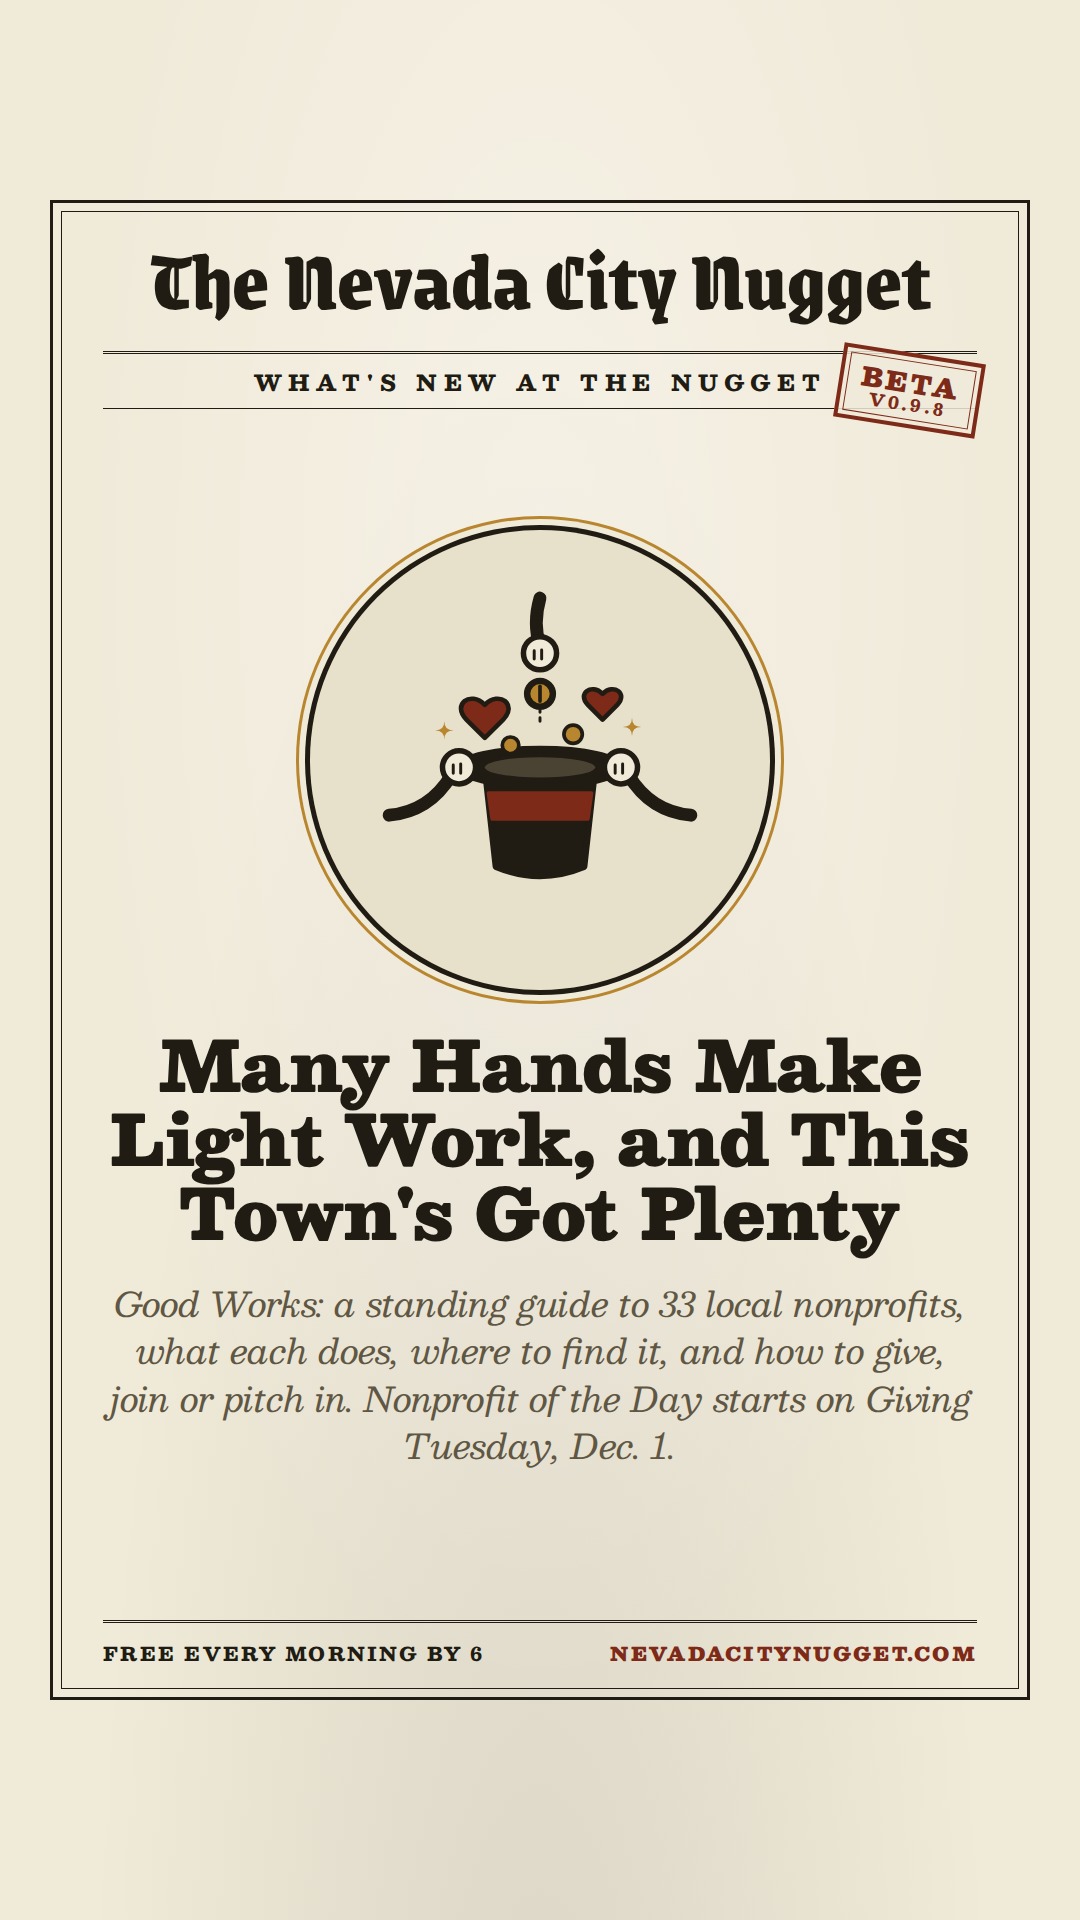 The Nevada City Nugget
WHAT'S NEW AT THE NUGGET
BETA
V0.9.8
Many Hands Make
Light Work, and This
Town's Got Plenty
Good Works: a standing guide to 33 local nonprofits,
what each does, where to find it, and how to give,
join or pitch in. Nonprofit of the Day starts on Giving
Tuesday, Dec. 1.
FREE EVERY MORNING BY 6
NEVADACITYNUGGET.COM